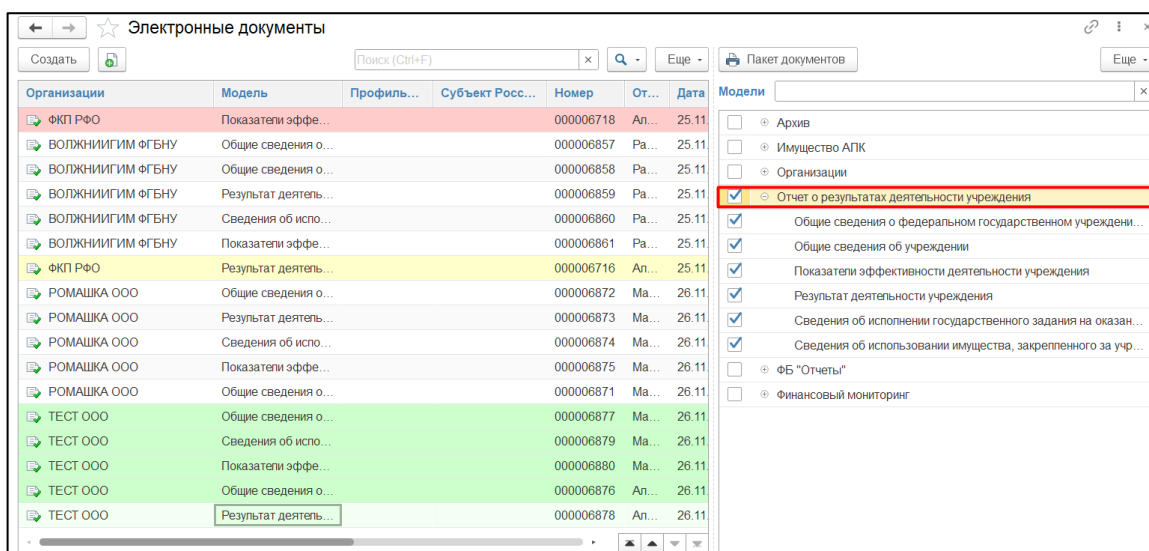 Электронные документы
Создать
Поиск (Ctrl+F)
Еще
Организации Модель Профиль... Субъект Росс... Номер От... Дата
ФКП РФО Показатели эффе... 000006718 Ал... 25.11.
ВОЛЖНИИГИМ ФГБНУ Общие сведения о... 000006857 Ра... 25.11.
ВОЛЖНИИГИМ ФГБНУ Общие сведения о... 000006858 Ра... 25.11.
ВОЛЖНИИГИМ ФГБНУ Результат деятель... 000006859 Ра... 25.11.
ВОЛЖНИИГИМ ФГБНУ Сведения об испо... 000006860 Ра... 25.11.
ВОЛЖНИИГИМ ФГБНУ Показатели эффе... 000006861 Ра... 25.11.
ФКП РФО Результат деятель... 000006716 Ал... 25.11.
РОМАШКА ООО Общие сведения о... 000006872 Ма... 26.11.
РОМАШКА ООО Результат деятель... 000006873 Ма... 26.11.
РОМАШКА ООО Сведения об испо... 000006874 Ма... 26.11.
РОМАШКА ООО Показатели эффе... 000006875 Ма... 26.11.
РОМАШКА ООО Общие сведения о... 000006871 Ма... 26.11.
ТЕСТ ООО Общие сведения о... 000006877 Ма... 26.11.
ТЕСТ ООО Сведения об испо... 000006879 Ма... 26.11.
ТЕСТ ООО Показатели эффе... 000006880 Ма... 26.11.
ТЕСТ ООО Общие сведения о... 000006876 Ал... 26.11.
ТЕСТ ООО Результат деятель... 000006878 Ал... 26.11.
Пакет документов
Еще
Модели
Архив
Имущество АПК
Организации
Отчет о результатах деятельности учреждения
Общие сведения о федеральном государственном учреждени...
Общие сведения об учреждении
Показатели эффективности деятельности учреждения
Результат деятельности учреждения
Сведения об исполнении государственного задания на оказан...
Сведения об использовании имущества, закрепленного за учр...
ФБ "Отчеты"
Финансовый мониторинг